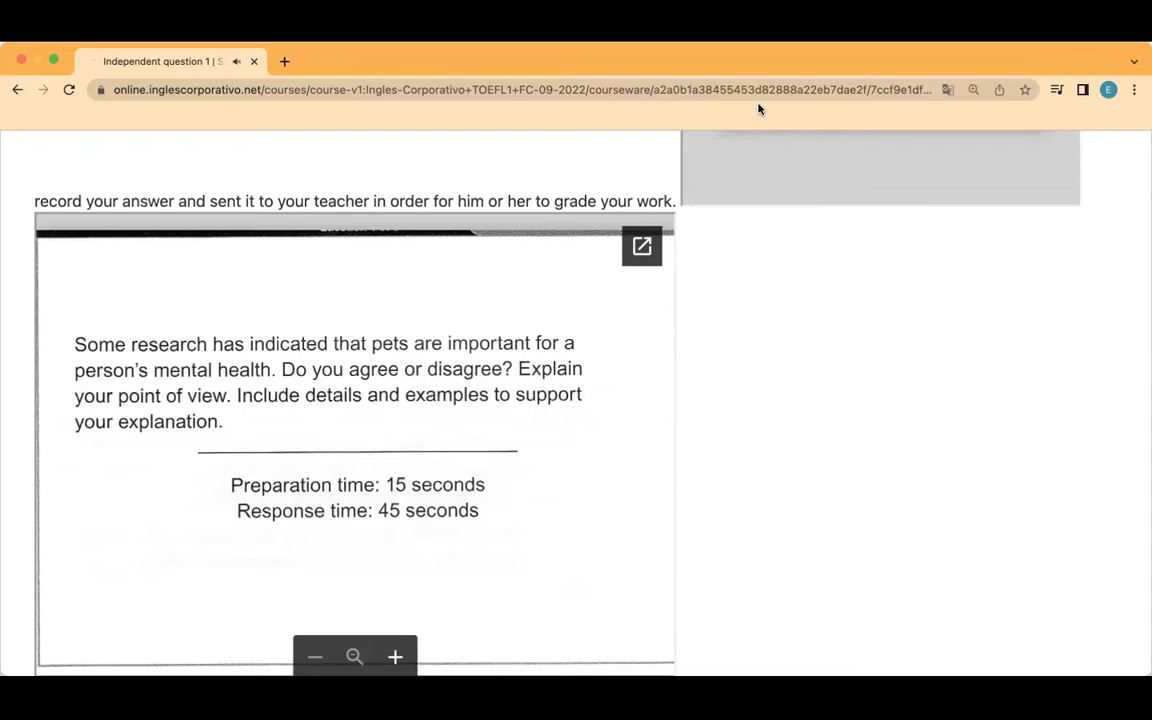 Independent question 1 | S
online.inglescorporativo.net/courses/course-v1:Ingles-Corporativo+TOEFL1+FC-09-2022/courseware/a2a0b1a38455453d82888a22eb7dae2f/7ccf9e1df...
E
record your answer and sent it to your teacher in order for him or her to grade your work.
Some research has indicated that pets are important for a
person's mental health. Do you agree or disagree? Explain
your point of view. Include details and examples to support
your explanation.
Preparation time: 15 seconds
Response time: 45 seconds